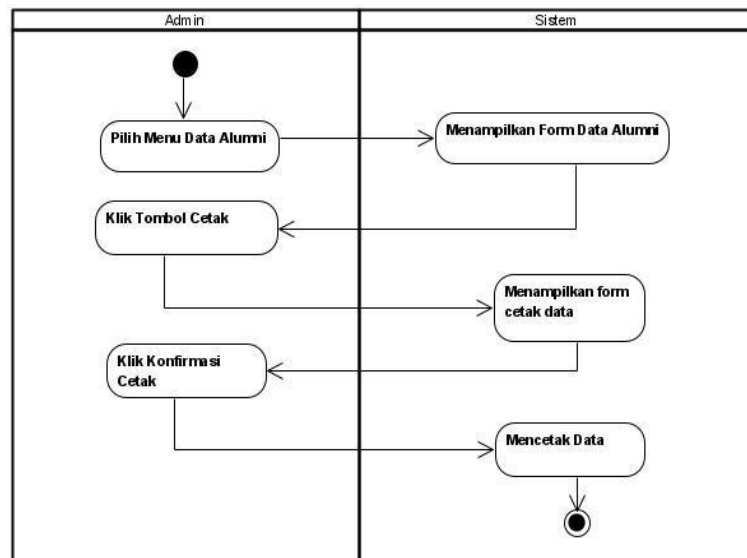 Admin
Sistem
Pilih Menu Data Alumni
Menampilkan Form Data Alumni
Klik Tombol Cetak
Menampilkan form
cetak data
Klik Konfirmasi
Cetak
Mencetak Data